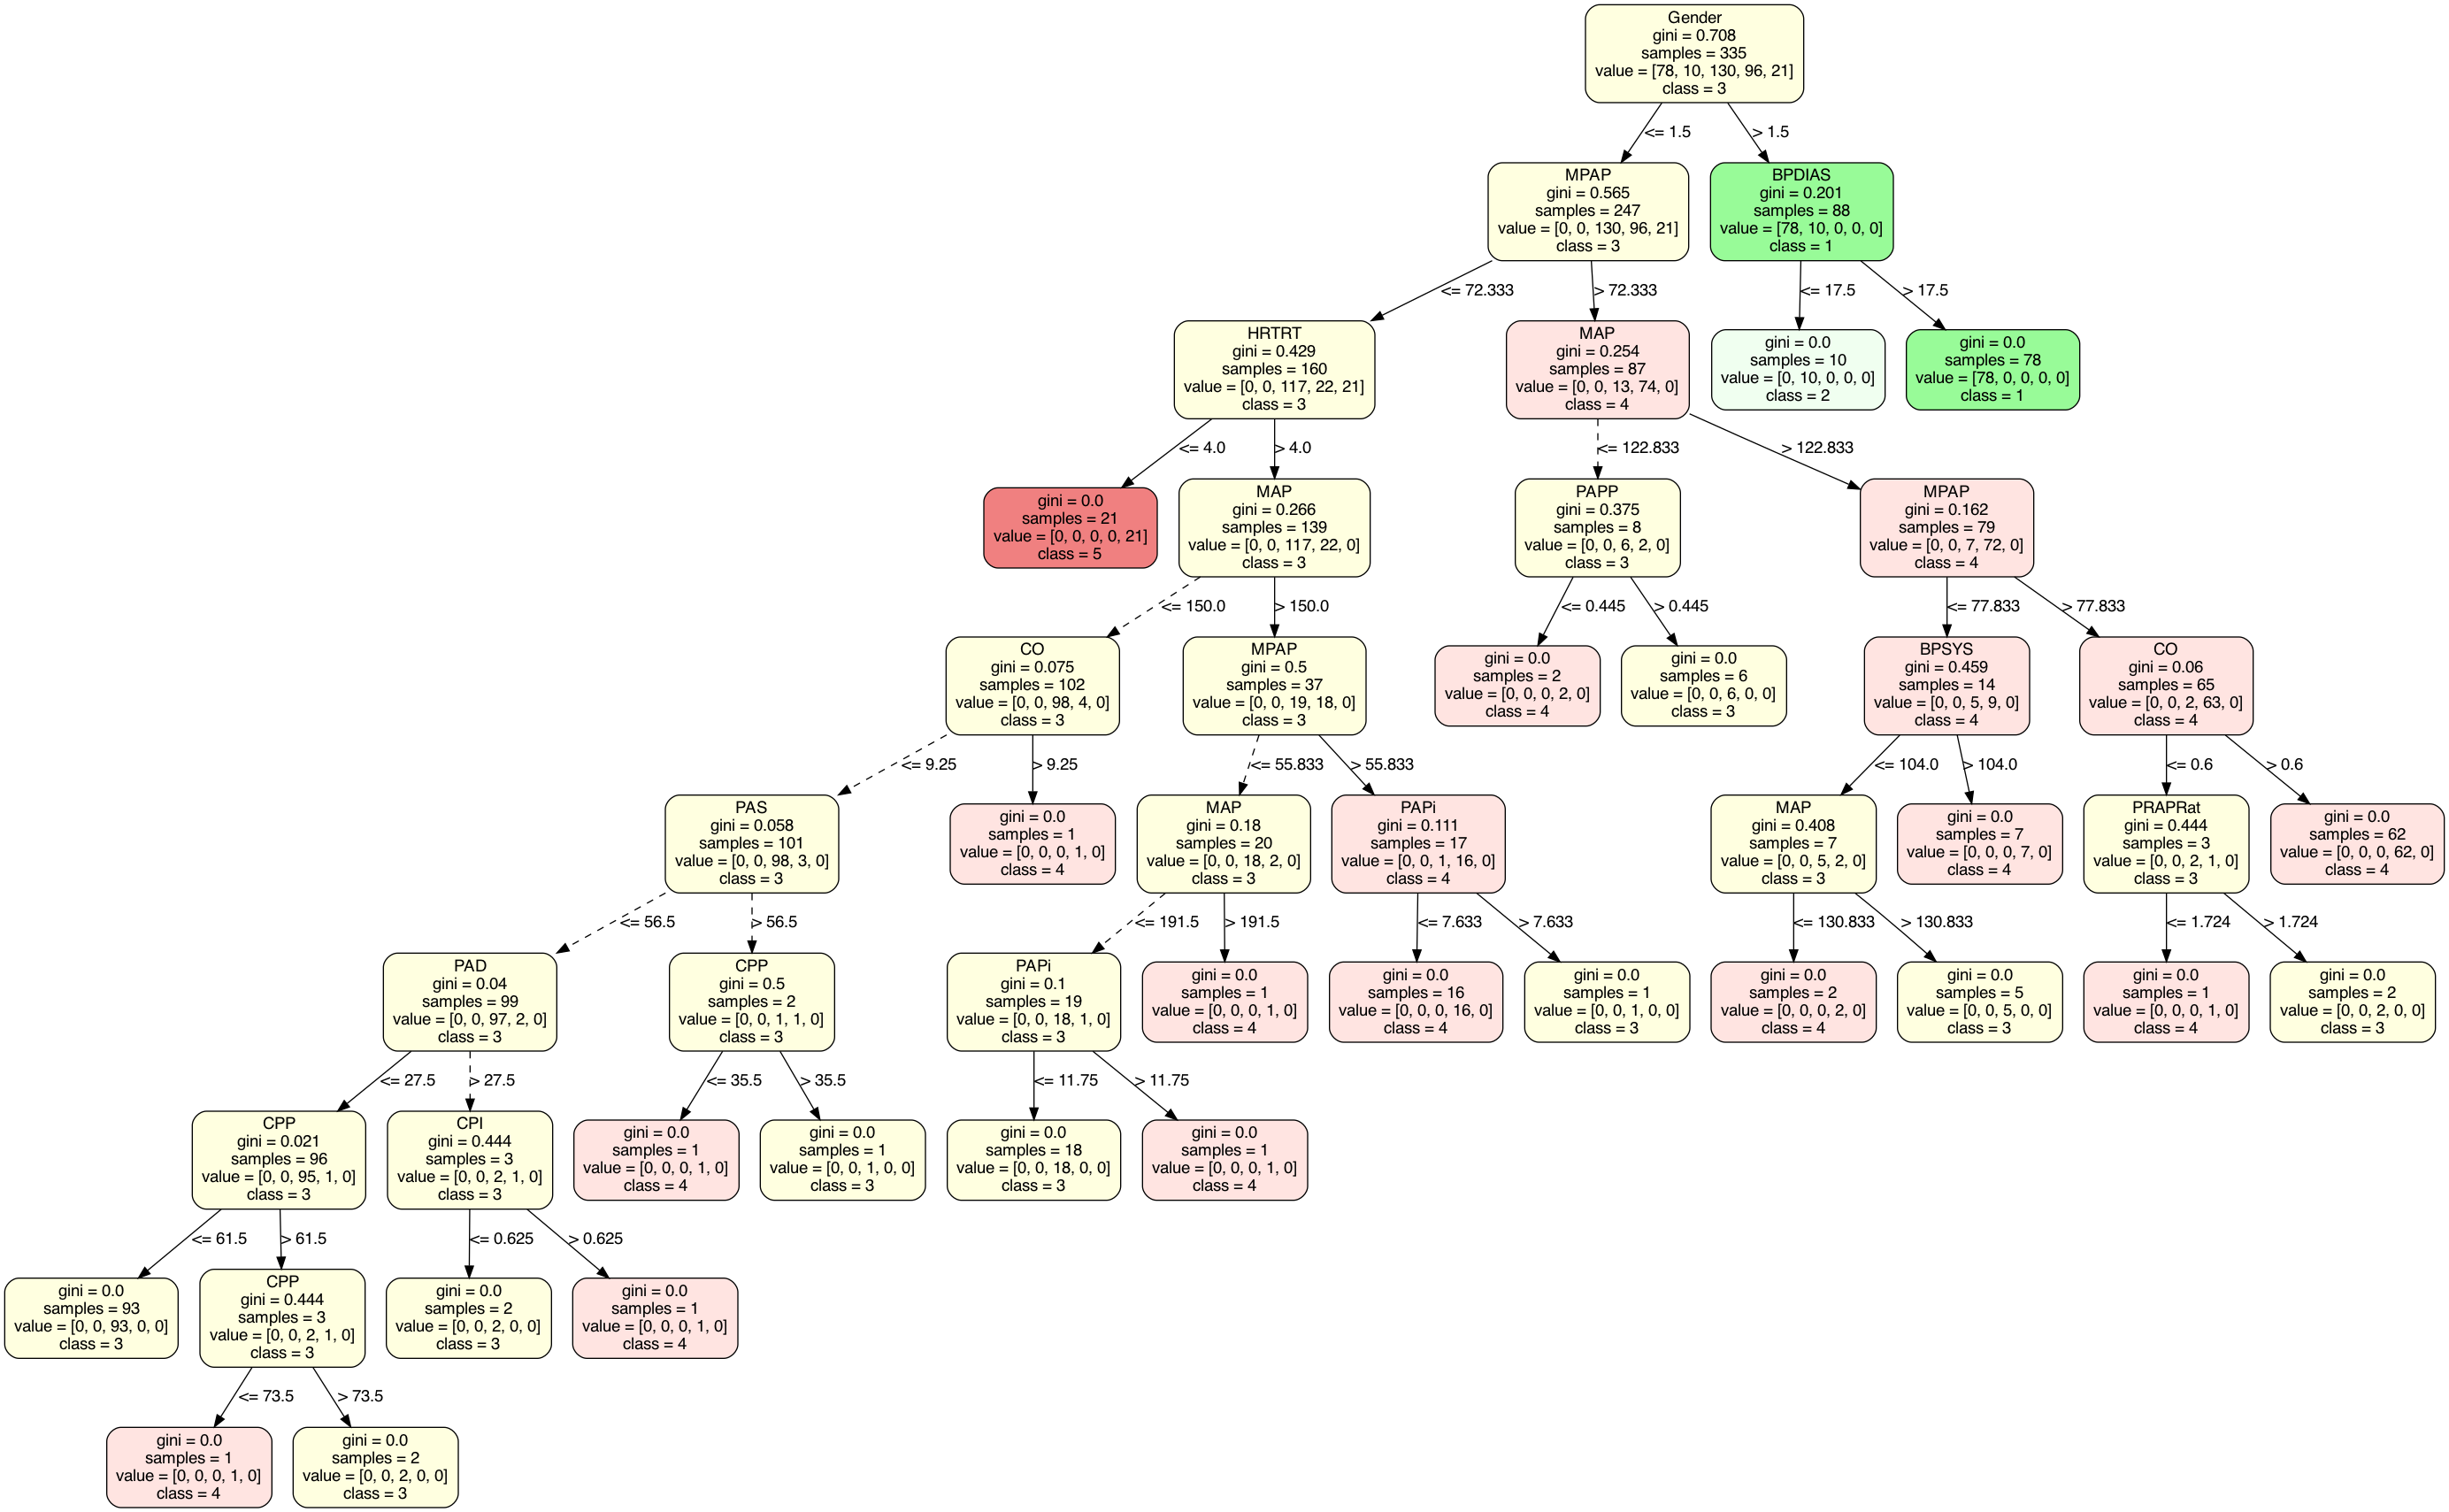 Gender
gini = 0.708
samples = 335
value = [78, 10, 130, 96, 21]
class = 3
<= 1.5
> 1.5
MPAP
gini = 0.565
samples = 247
value = [0, 0, 130, 96, 21]
class = 3
BPDIAS
gini = 0.201
samples = 88
value = [78, 10, 0, 0, 0]
class = 1
<= 72.333
> 72.333
<= 17.5
> 17.5
HRTRT
gini = 0.429
samples = 160
value = [0, 0, 117, 22, 21]
class = 3
MAP
gini = 0.254
samples = 87
value = [0, 0, 13, 74, 0]
class = 4
gini = 0.0
samples = 10
value = [0, 10, 0, 0, 0]
class = 2
gini = 0.0
samples = 78
value = [78, 0, 0, 0, 0]
class = 1
<= 4.0
> 4.0
<= 122.833
> 122.833
gini = 0.0
samples = 21
value = [0, 0, 0, 0, 21]
class = 5
MAP
gini = 0.266
samples = 139
value = [0, 0, 117, 22, 0]
class = 3
PAPP
gini = 0.375
samples = 8
value = [0, 0, 6, 2, 0]
class = 3
MPAP
gini = 0.162
samples = 79
value = [0, 0, 7, 72, 0]
class = 4
<= 150.0
> 150.0
<= 0.445
> 0.445
<= 77.833
> 77.833
CO
gini = 0.075
samples = 102
value = [0, 0, 98, 4, 0]
class = 3
MPAP
gini = 0.5
samples = 37
value = [0, 0, 19, 18, 0]
class = 3
gini = 0.0
samples = 2
value = [0, 0, 0, 2, 0]
class = 4
gini = 0.0
samples = 6
value = [0, 0, 6, 0, 0]
class = 3
BPSYS
gini = 0.459
samples = 14
value = [0, 0, 5, 9, 0]
class = 4
CO
gini = 0.06
samples = 65
value = [0, 0, 2, 63, 0]
class = 4
<= 9.25
> 9.25
<= 55.833
> 55.833
<= 104.0
> 104.0
<= 0.6
> 0.6
PAS
gini = 0.058
samples = 101
value = [0, 0, 98, 3, 0]
class = 3
gini = 0.0
samples = 1
value = [0, 0, 0, 1, 0]
class = 4
MAP
gini = 0.18
samples = 20
value = [0, 0, 18, 2, 0]
class = 3
PAPi
gini = 0.111
samples = 17
value = [0, 0, 1, 16, 0]
class = 4
MAP
gini = 0.408
samples = 7
value = [0, 0, 5, 2, 0]
class = 3
gini = 0.0
samples = 7
value = [0, 0, 0, 7, 0]
class = 4
PRAPRat
gini = 0.444
samples = 3
value = [0, 0, 2, 1, 0]
class = 3
gini = 0.0
samples = 62
value = [0, 0, 0, 62, 0]
class = 4
<= 56.5
> 56.5
<= 191.5
> 191.5
<= 7.633
> 7.633
<= 130.833
> 130.833
<= 1.724
> 1.724
PAD
gini = 0.04
samples = 99
value = [0, 0, 97, 2, 0]
class = 3
CPP
gini = 0.5
samples = 2
value = [0, 0, 1, 1, 0]
class = 3
PAPi
gini = 0.1
samples = 19
value = [0, 0, 18, 1, 0]
class = 3
gini = 0.0
samples = 1
value = [0, 0, 0, 1, 0]
class = 4
gini = 0.0
samples = 16
value = [0, 0, 0, 16, 0]
class = 4
gini = 0.0
samples = 1
value = [0, 0, 1, 0, 0]
class = 3
gini = 0.0
samples = 2
value = [0, 0, 0, 2, 0]
class = 4
gini = 0.0
samples = 5
value = [0, 0, 5, 0, 0]
class = 3
gini = 0.0
samples = 1
value = [0, 0, 0, 1, 0]
class = 4
gini = 0.0
samples = 2
value = [0, 0, 2, 0, 0]
class = 3
<= 27.5
> 27.5
<= 35.5
> 35.5
<= 11.75
> 11.75
CPP
gini = 0.021
samples = 96
value = [0, 0, 95, 1, 0]
class = 3
CPI
gini = 0.444
samples = 3
value = [0, 0, 2, 1, 0]
class = 3
gini = 0.0
samples = 1
value = [0, 0, 0, 1, 0]
class = 4
gini = 0.0
samples = 1
value = [0, 0, 1, 0, 0]
class = 3
gini = 0.0
samples = 18
value = [0, 0, 18, 0, 0]
class = 3
gini = 0.0
samples = 1
value = [0, 0, 0, 1, 0]
class = 4
<= 61.5
> 61.5
<= 0.625
> 0.625
gini = 0.0
samples = 93
value = [0, 0, 93, 0, 0]
class = 3
CPP
gini = 0.444
samples = 3
value = [0, 0, 2, 1, 0]
class = 3
gini = 0.0
samples = 2
value = [0, 0, 2, 0, 0]
class = 3
gini = 0.0
samples = 1
value = [0, 0, 0, 1, 0]
class = 4
<= 73.5
> 73.5
gini = 0.0
samples = 1
value = [0, 0, 0, 1, 0]
class = 4
gini = 0.0
samples = 2
value = [0, 0, 2, 0, 0]
class = 3